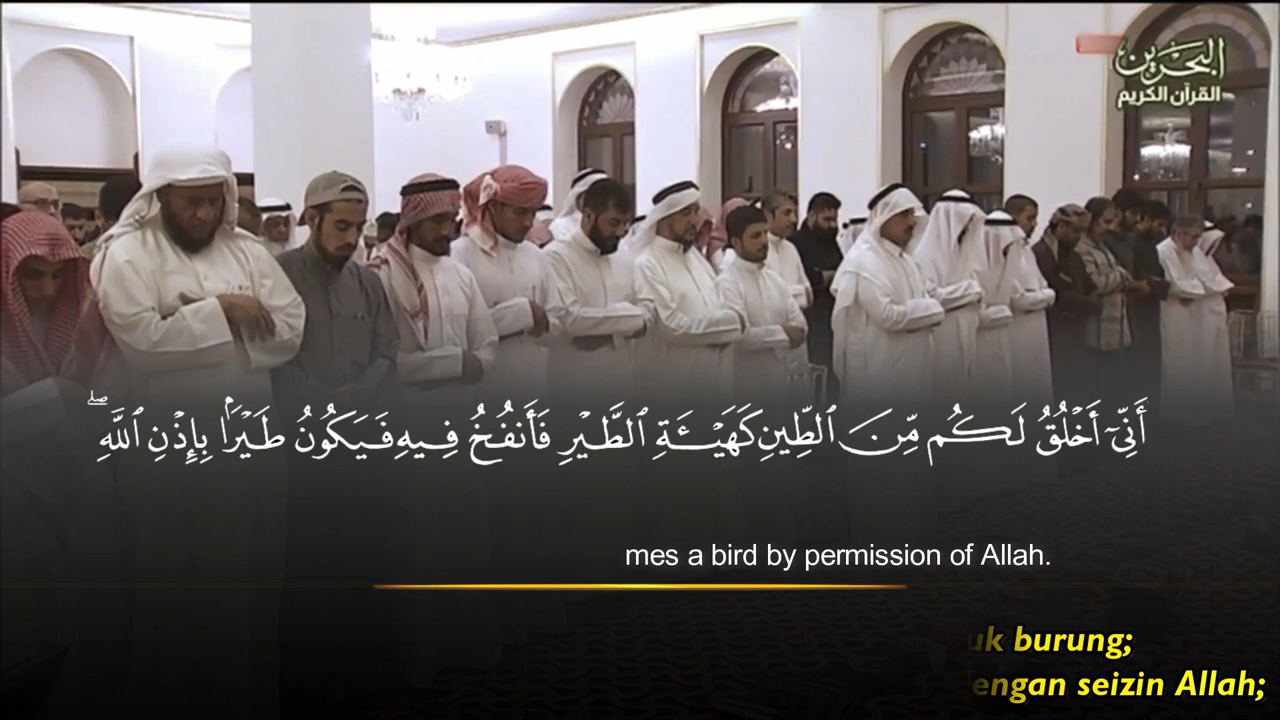 البحرين
القرآن الكريم
أَنِّىٓ أَخْلُقُ لَكُم مِّنَ ٱلطِّينِ كَهَيْـَٔةِ ٱلطَّيْرِ فَأَنفُخُ فِيهِ فَيَكُونُ طَيْرًۢا بِإِذْنِ ٱللَّهِ ۖ
mes a bird by permission of Allah.
uk burung;
engan seizin Allah;